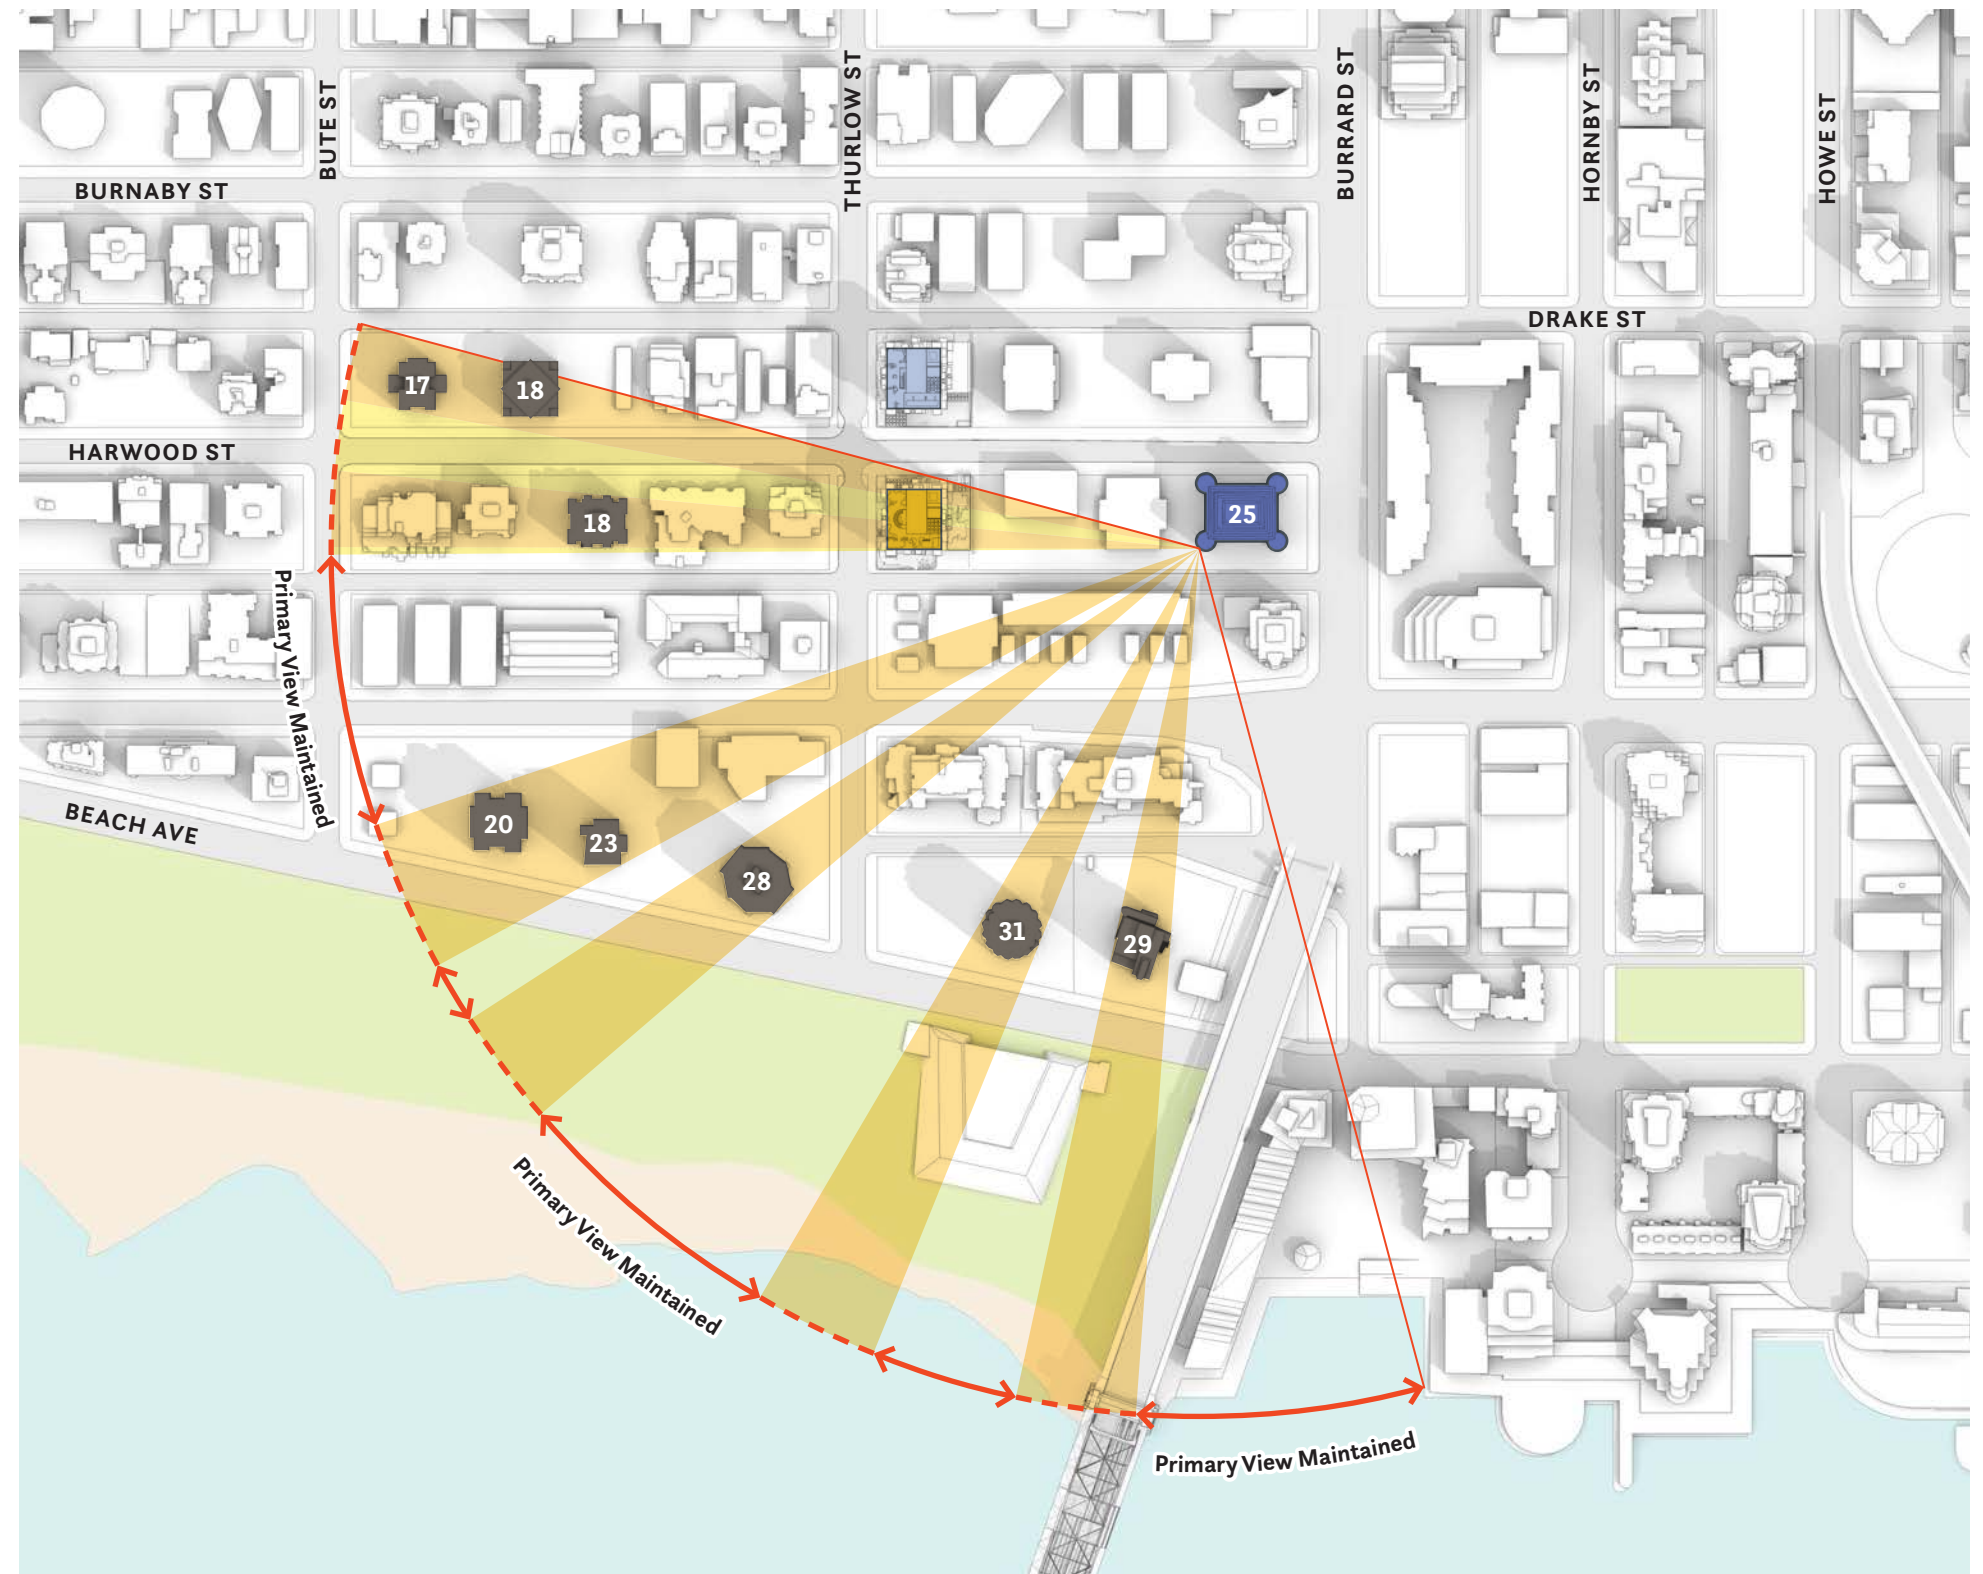 BUTE ST
THURLOW ST
BURRARD ST
HORNBY ST
HOWE ST
BURNABY ST
DRAKE ST
17
18
HARWOOD ST
18
25
Primary View Maintained
BEACH AVE
20
23
28
31
29
Primary View Maintained
Primary View Maintained